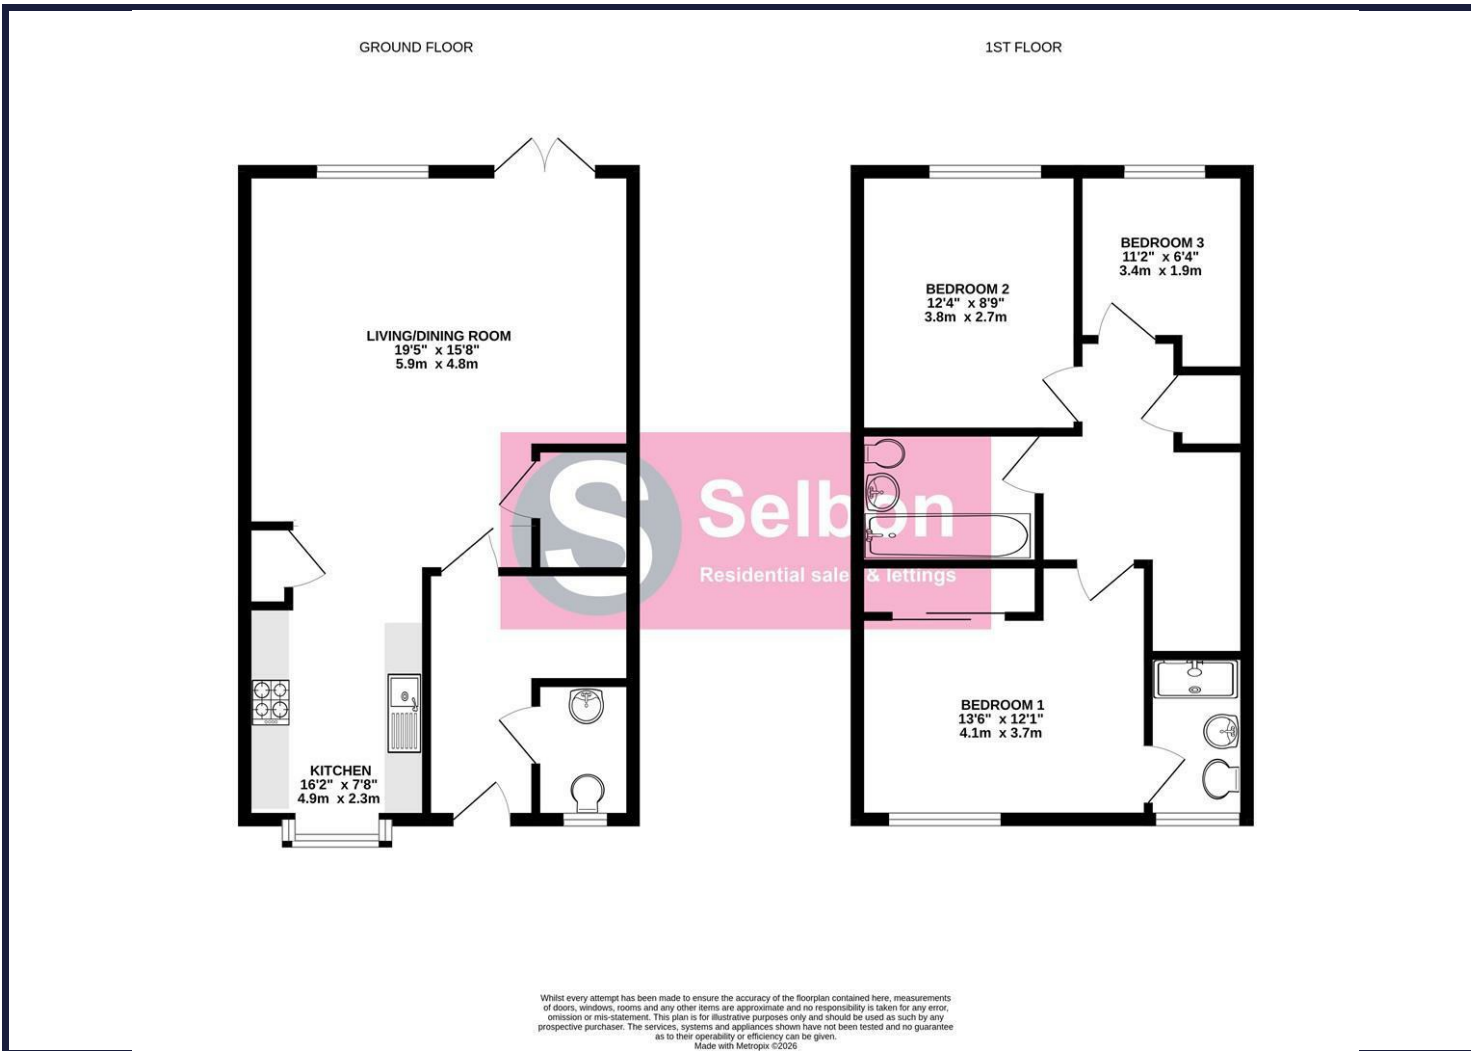 GROUND FLOOR
1ST FLOOR
LIVING/DINING ROOM
19'5" x 15'8"
5.9m x 4.8m
KITCHEN
16'2" x 7'8"
4.9m x 2.3m
BEDROOM 2
12'4" x 8'9"
3.8m x 2.7m
BEDROOM 3
11'2" x 6'4"
3.4m x 1.9m
BEDROOM 1
13'6" x 12'1"
4.1m x 3.7m
S Selbon
Residential sales & lettings
Whilst every attempt has been made to ensure the accuracy of the floorplan contained here, measurements
of doors, windows, rooms and any other items are approximate and no responsibility is taken for any error,
omission or mis-statement. This plan is for illustrative purposes only and should be used as such by any
prospective purchaser. The services, systems and appliances shown have not been tested and no guarantee
as to their operability or efficiency can be given.
Made with Metropix ©2026